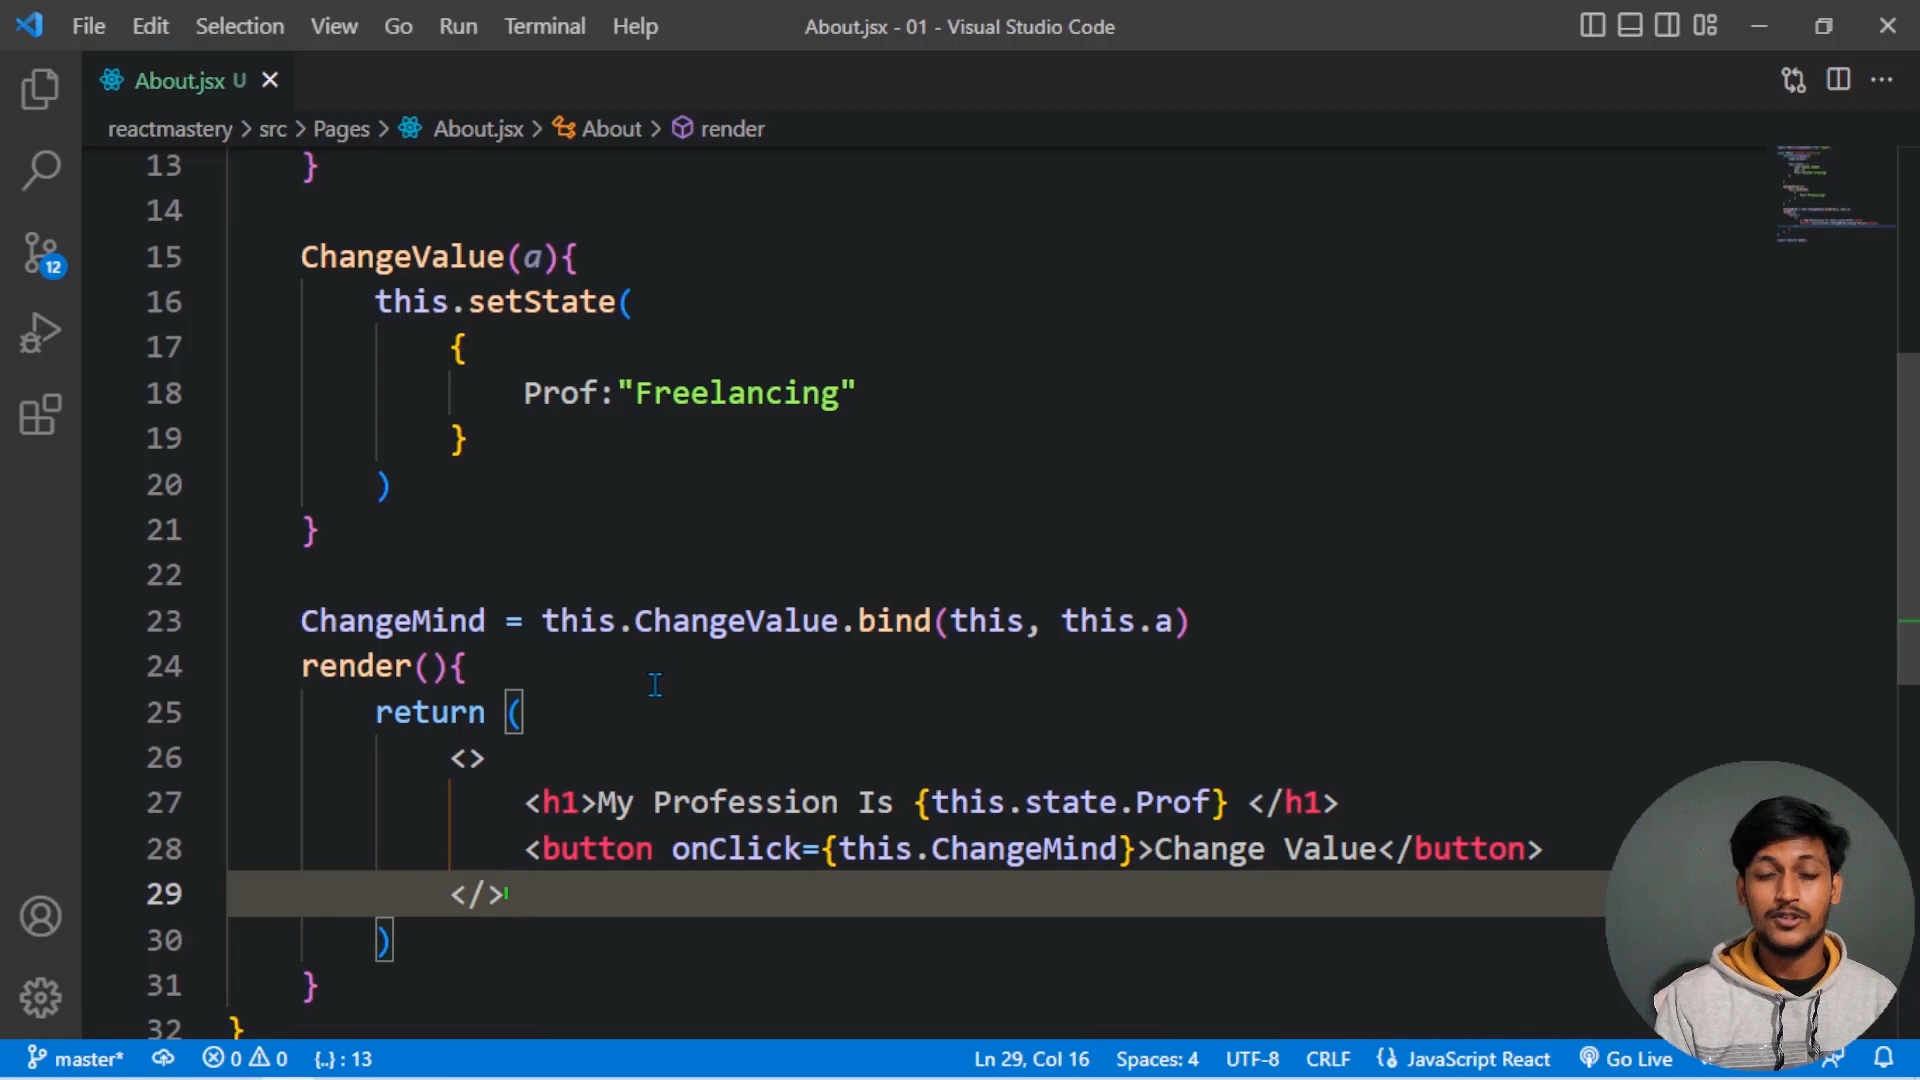 File Edit Selection View Go Run Terminal Help
About.jsx - 01 - Visual Studio Code
About.jsx U
reactmastery > src > Pages > About.jsx > About > render
13 }
14
15 ChangeValue(a){
16 this.setState(
17 {
18 Prof:"Freelancing"
19 }
20 )
21 }
22
23 ChangeMind = this.ChangeValue.bind(this, this.a)
24 render(){
25 return (
26 <>
27 <h1>My Profession Is {this.state.Prof} </h1>
28 <button onClick={this.ChangeMind}>Change Value</button>
29 </>
30 )
31 }
32 }
12
master* 0 0 {..} : 13 Ln 29, Col 16 Spaces: 4 UTF-8 CRLF JavaScript React Go Live